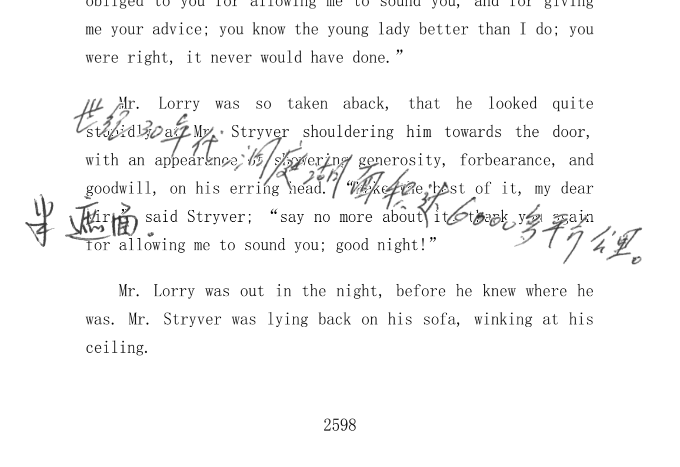 obliged to you for allowing me to sound you, and for giving
me your advice; you know the young lady better than I do; you
were right, it never would have done.”
Mr. Lorry was so taken aback, that he looked quite
stupidly at Mr. Stryver shouldering him towards the door,
with an appearance of showering generosity, forbearance, and
goodwill, on his erring head. “Make the best of it, my dear
sir,” said Stryver; “say no more about it; thank you again
for allowing me to sound you; good night!”
世纪30年代洞庭湖面积达6000多平方公里。
半遮面。
Mr. Lorry was out in the night, before he knew where he
was. Mr. Stryver was lying back on his sofa, winking at his
ceiling.
2598